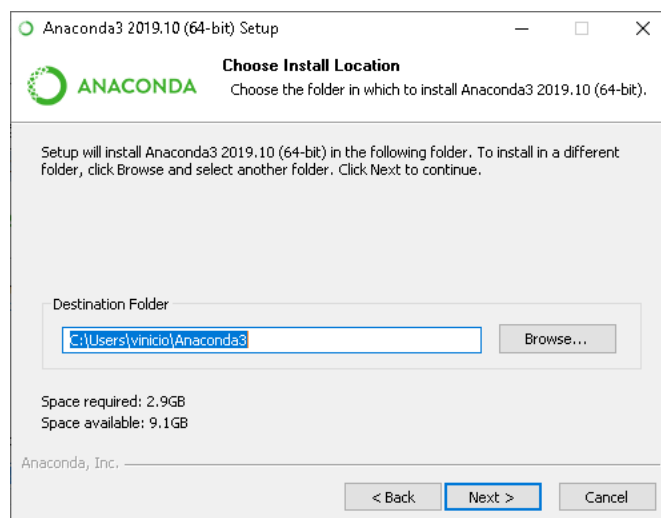 Anaconda3 2019.10 (64-bit) Setup
ANACONDA
Choose Install Location
Choose the folder in which to install Anaconda3 2019.10 (64-bit).
Setup will install Anaconda3 2019.10 (64-bit) in the following folder. To install in a different
folder, click Browse and select another folder. Click Next to continue.
Destination Folder
C:\Users\vinicio\Anaconda3
Browse...
Space required: 2.9GB
Space available: 9.1GB
Anaconda, Inc.
< Back
Next >
Cancel